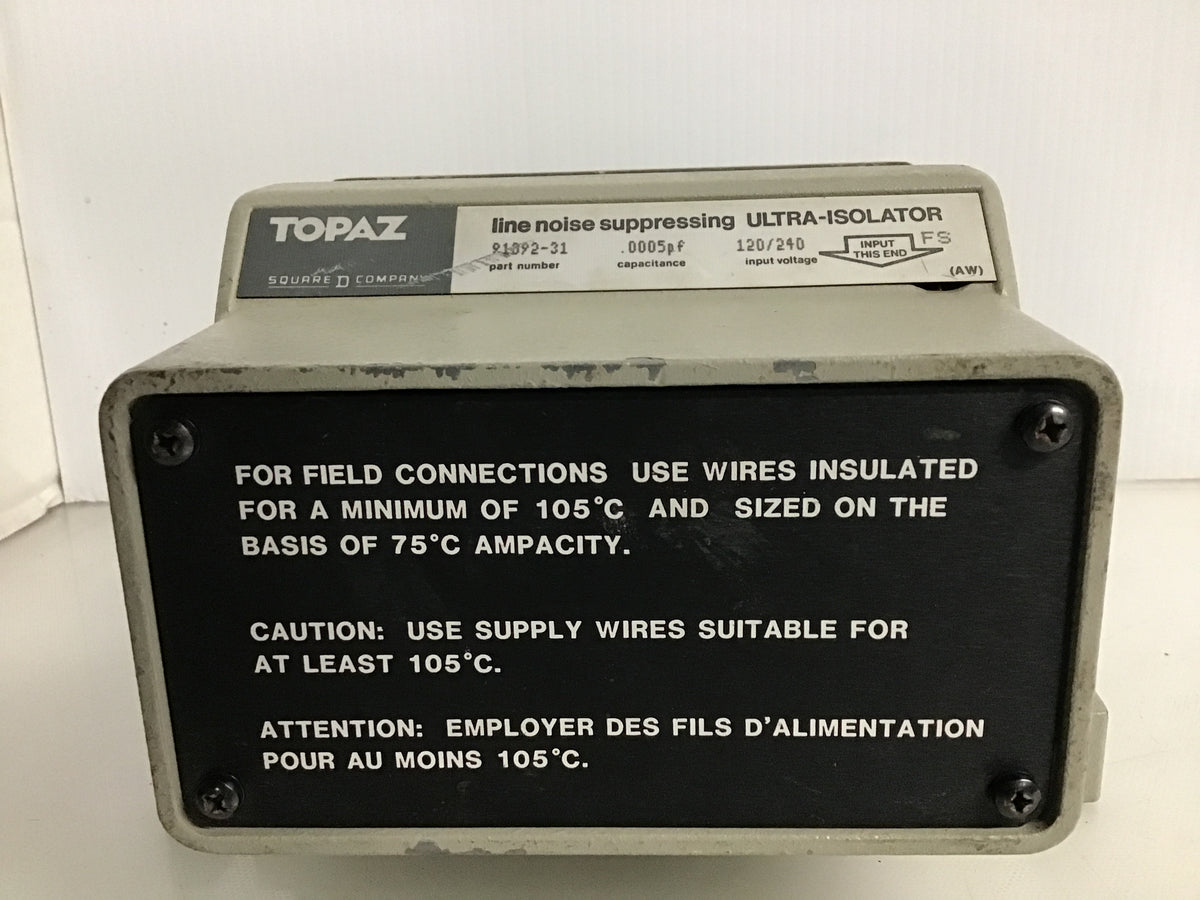 TOPAZ
SQUARE D COMPANY
line noise suppressing ULTRA-ISOLATOR
91092-31 .0005pf 120/240
part number capacitance input voltage
INPUT
THIS END
FS
(AW)
FOR FIELD CONNECTIONS USE WIRES INSULATED
FOR A MINIMUM OF 105°C AND SIZED ON THE
BASIS OF 75°C AMPACITY.
CAUTION: USE SUPPLY WIRES SUITABLE FOR
AT LEAST 105°C.
ATTENTION: EMPLOYER DES FILS D'ALIMENTATION
POUR AU MOINS 105°C.